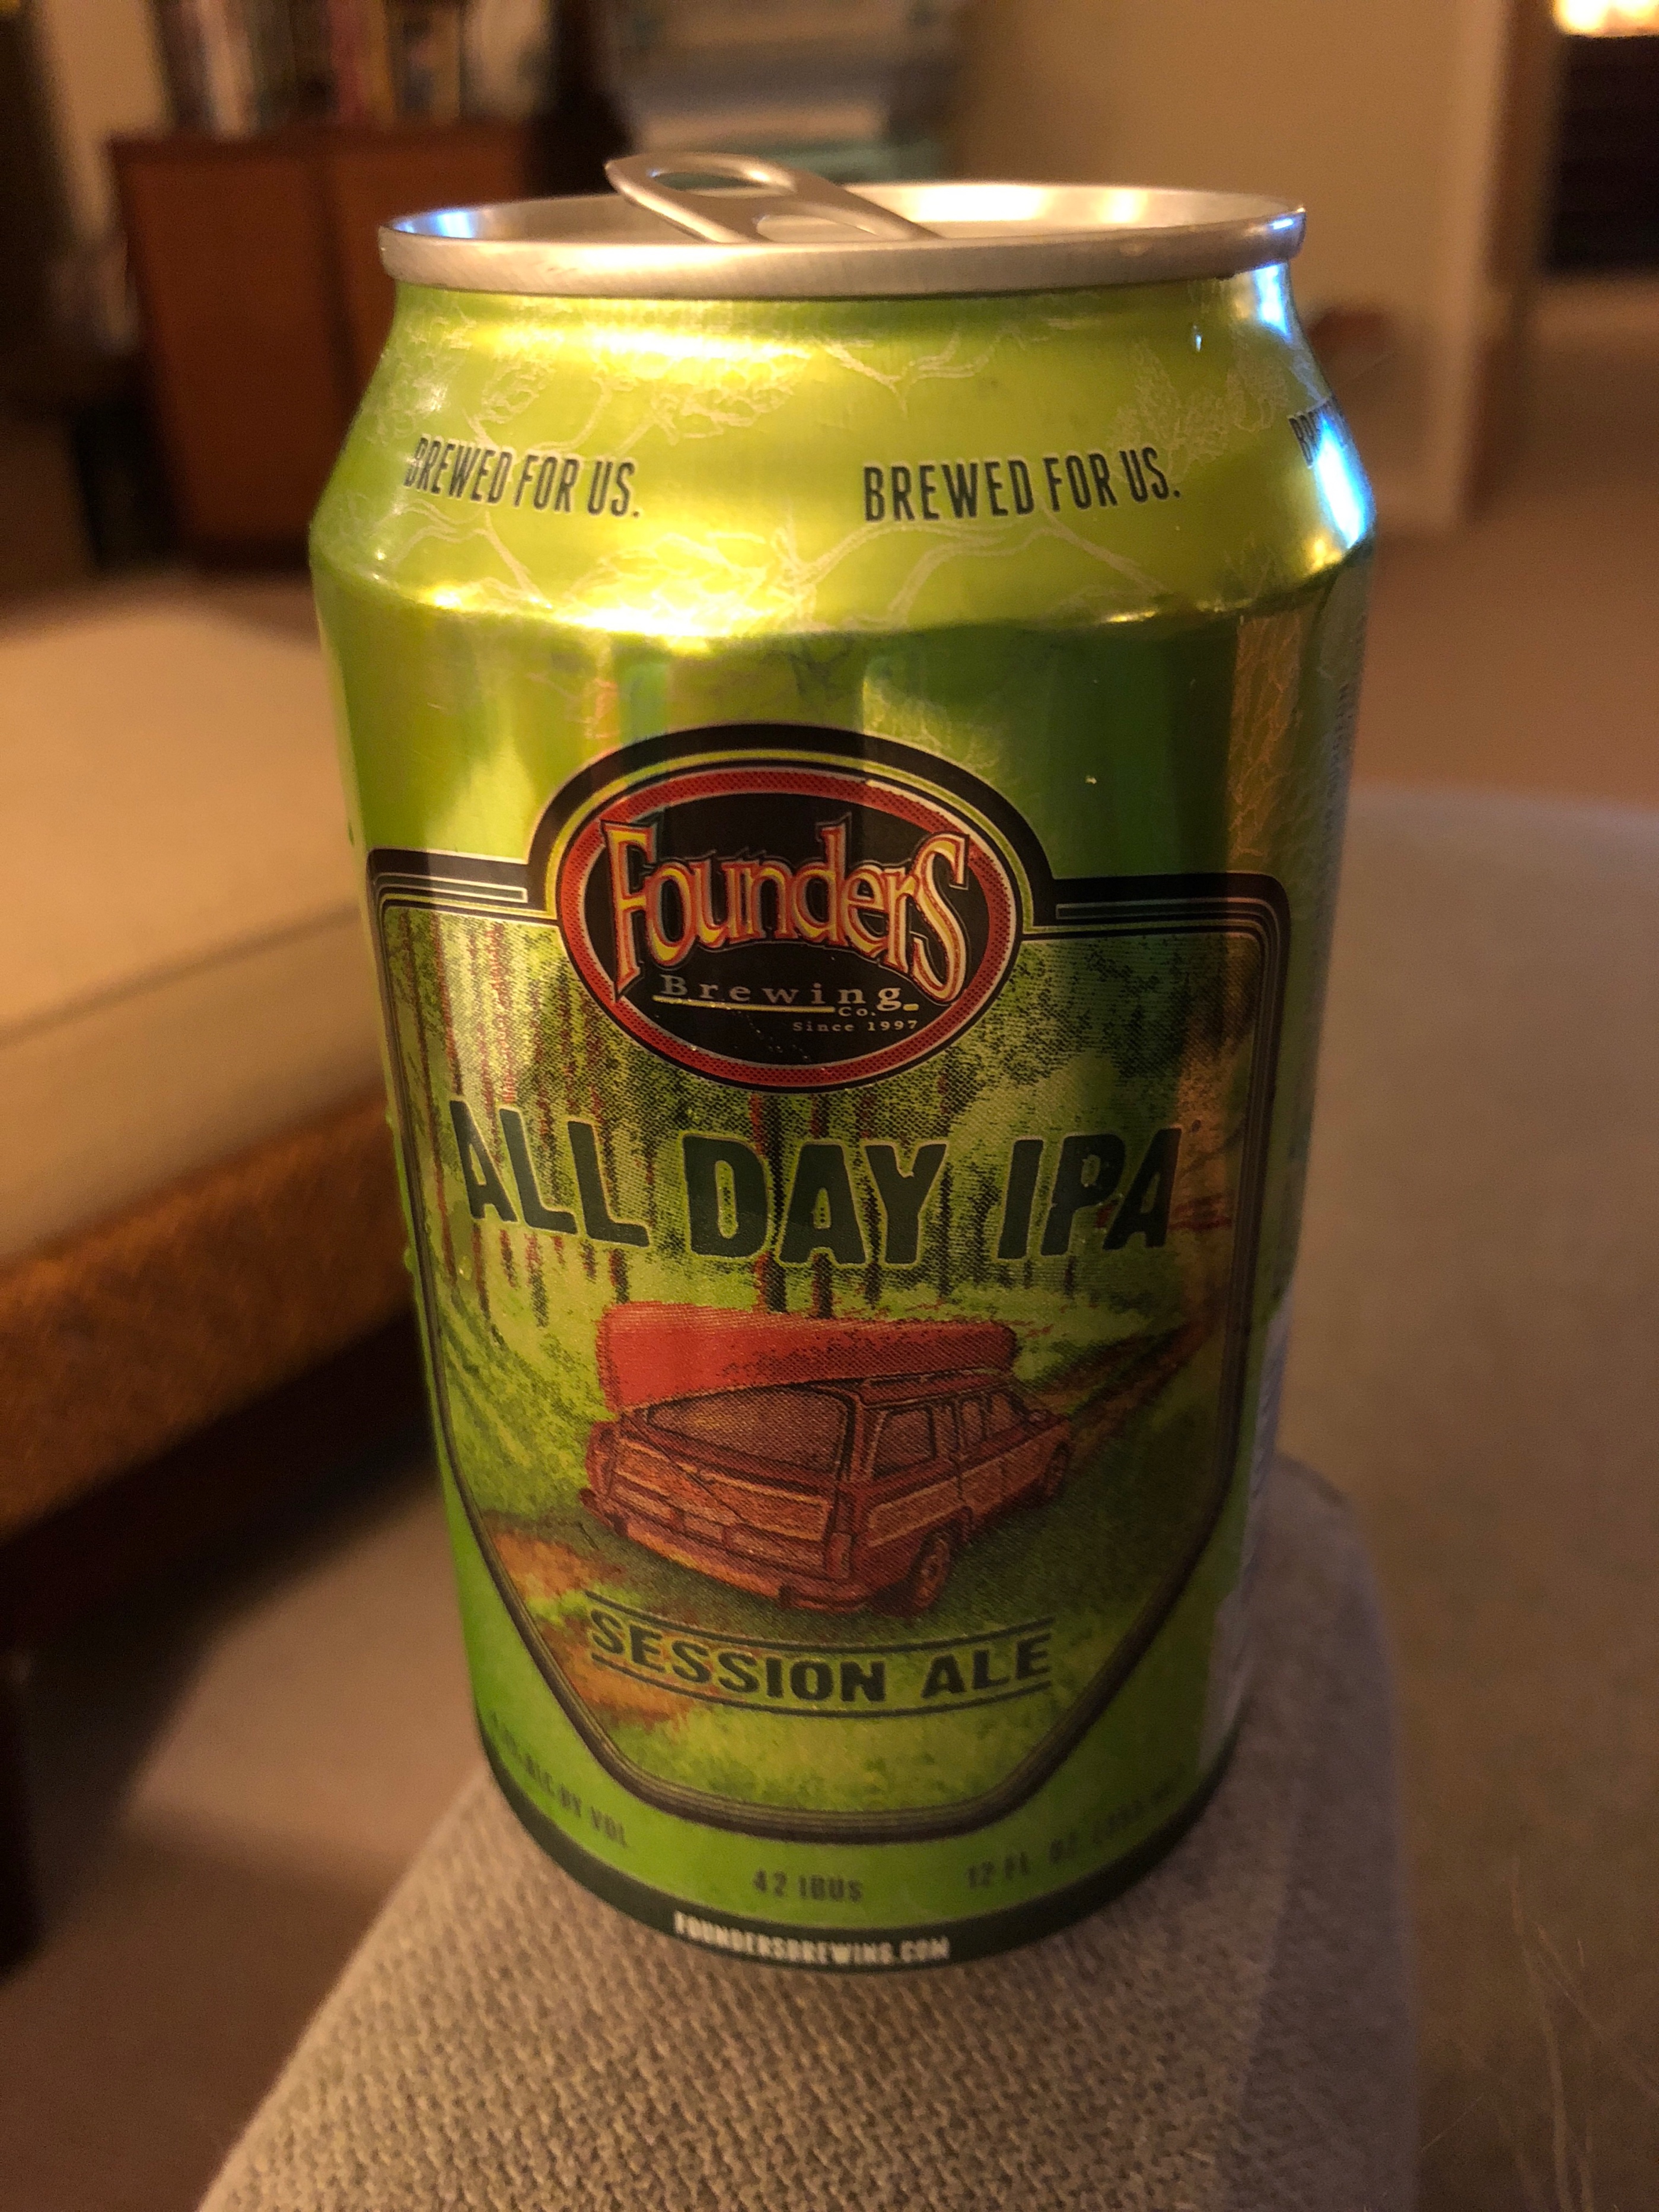 BREWED FOR US.
BREWED FOR US.
Founders
Brewing
Co.
Since 1997
ALL DAY IPA
SESSION ALE
ALC BY VOL
42 IBUS
12 FL OZ
FOUNDERSBREWING.COM